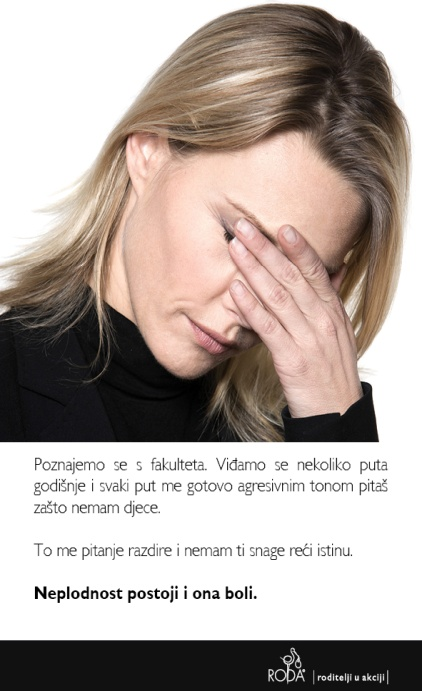 Poznajemo se s fakulteta. Viđamo se nekoliko puta
godišnje i svaki put me gotovo agresivnim tonom pitaš
zašto nemam djece.
To me pitanje razdire i nemam ti snage reći istinu.
Neplodnost postoji i ona boli.
RODA® | roditelji u akciji |